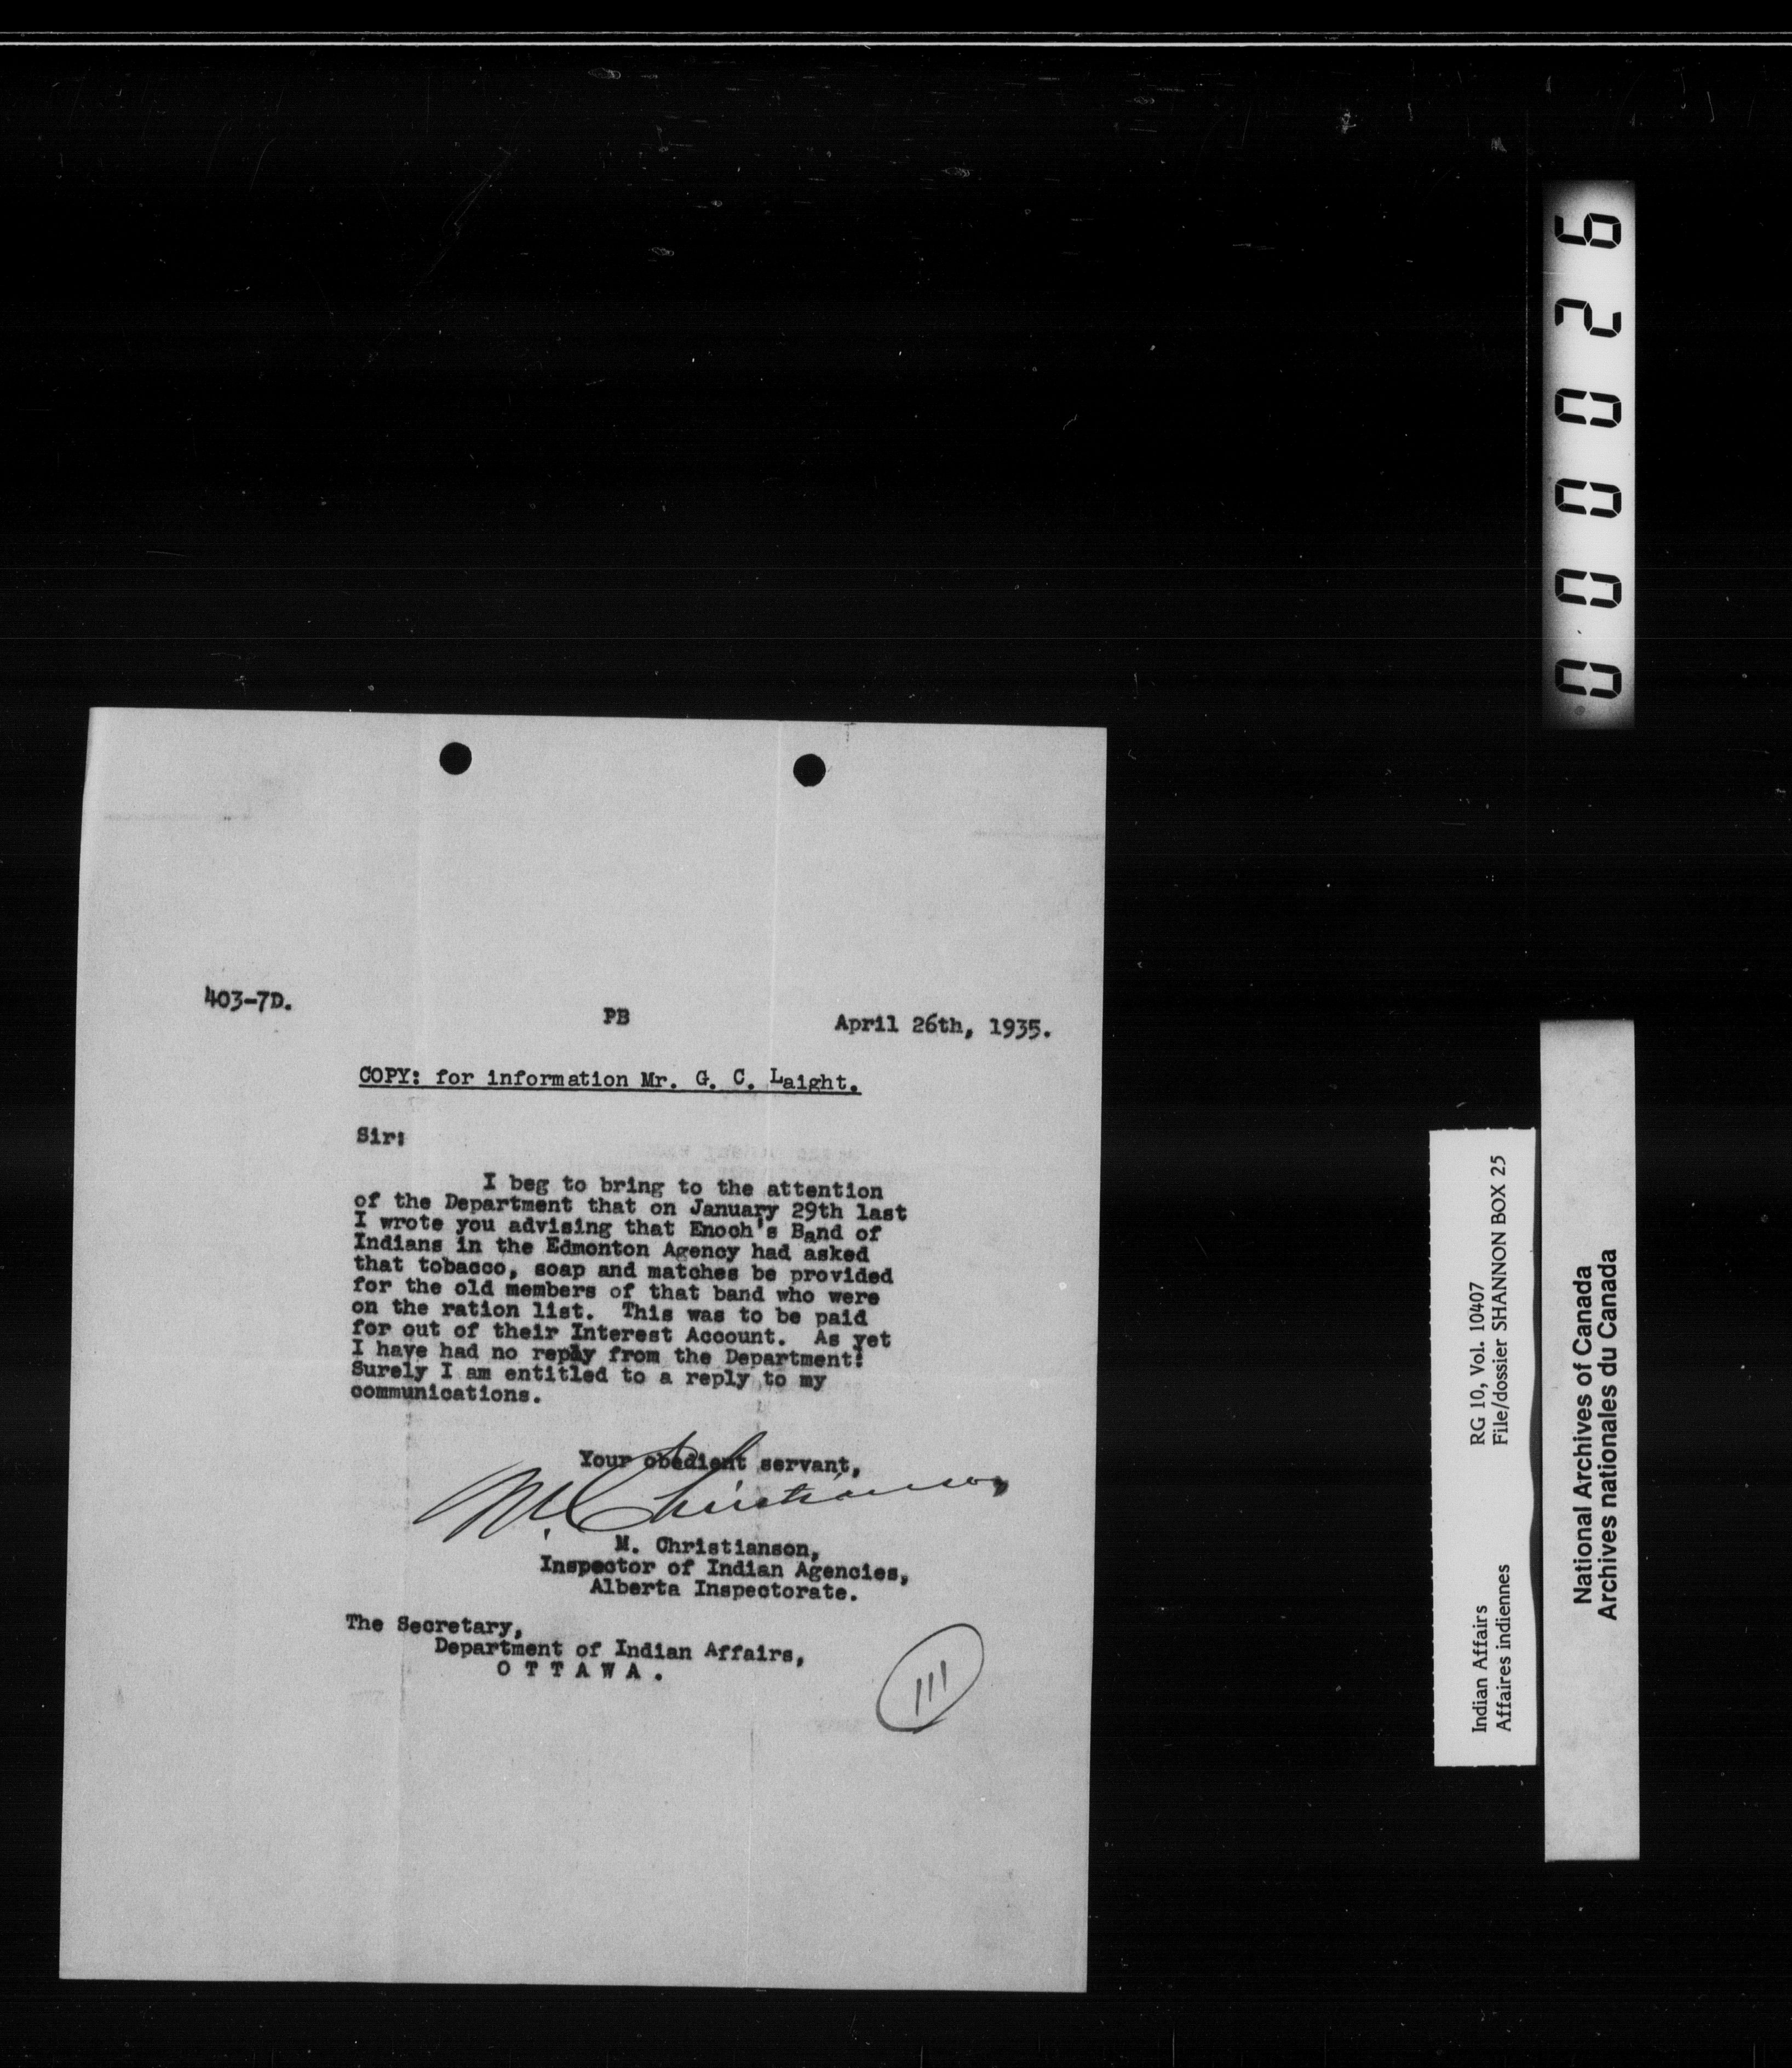 403-7D.
PB
April 26th, 1935.
COPY: for information Mr. G. C. Laight.
Sir:
I beg to bring to the attention
of the Department that on January 29th last
I wrote you advising that Enoch's Band of
Indians in the Edmonton Agency had asked
that tobacco, soap and matches be provided
for the old members of that band who were
on the ration list. This was to be paid
for out of their Interest Account. As yet
I have had no reply from the Department:
Surely I am entitled to a reply to my
communications.
Your obedient servant,
M. Christianson,
M. Christianson,
Inspector of Indian Agencies,
Alberta Inspectorate.
The Secretary,
Department of Indian Affairs,
O T T A W A .
111
000026
Indian Affairs RG 10, Vol. 10407
Affaires indiennes File/dossier SHANNON BOX 25
National Archives of Canada
Archives nationales du Canada